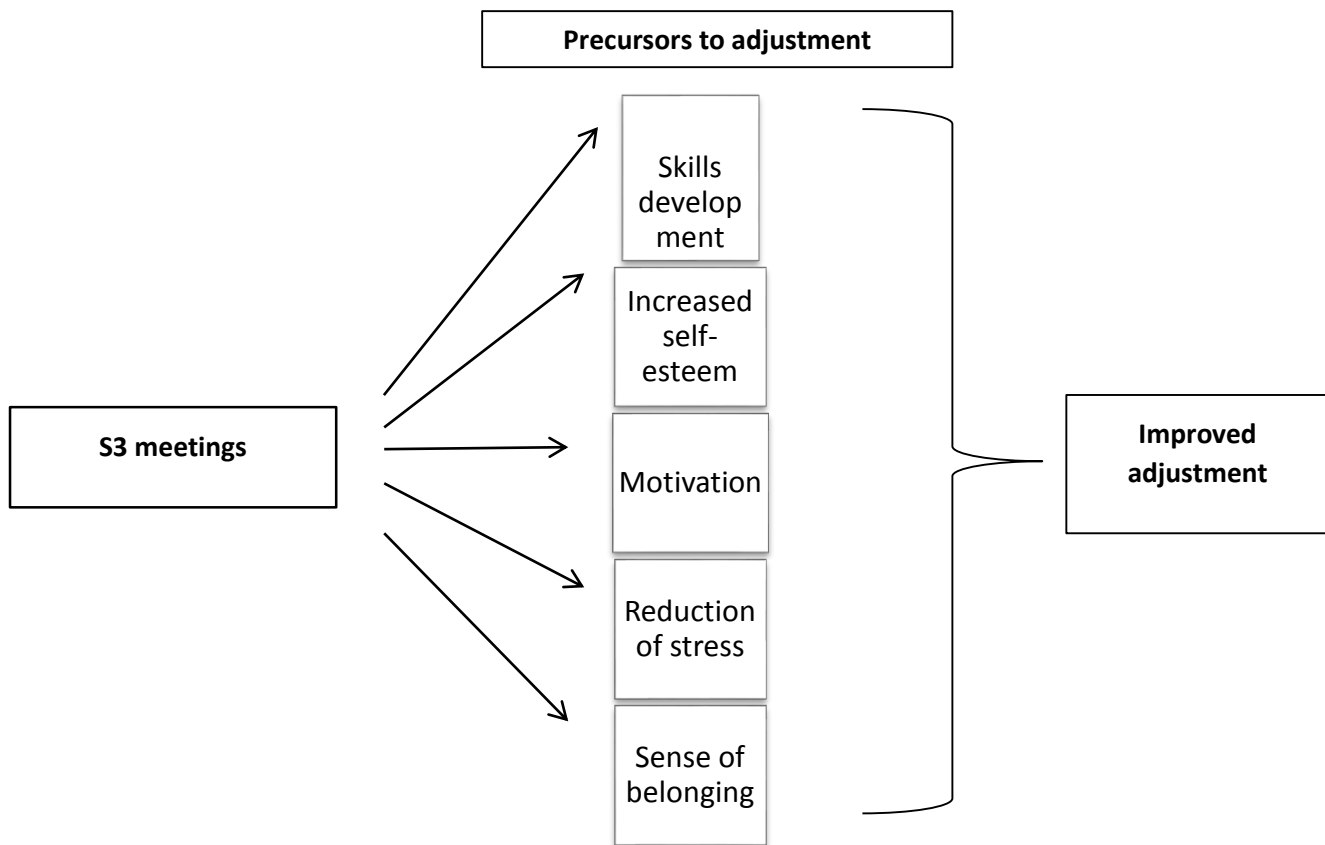 Precursors to adjustment
Skills
develop
ment
Increased
self-
esteem
S3 meetings
Motivation
Improved
adjustment
Reduction
of stress
Sense of
belonging